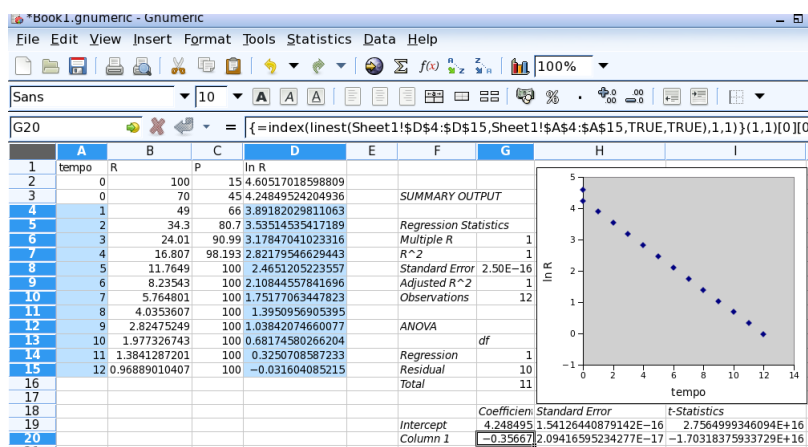 *Book1.gnumeric - Gnumeric
File Edit View Insert Format Tools Statistics Data Help
100%
Sans 10 A A A
G20 = {=index(linest(Sheet1!$D$4:$D$15,Sheet1!$A$4:$A$15,TRUE,TRUE),1,1)}(1,1)[0][0
A B C D E F G H I
1 tempo R P ln R
2 0 100 15 4.60517018598809
3 0 70 45 4.24849524204936 SUMMARY OUTPUT
4 1 49 66 3.89182029811063
5 2 34.3 80.7 3.53514535417189 Regression Statistics
6 3 24.01 90.99 3.17847041023316 Multiple R 1
7 4 16.807 98.193 2.82179546629443 R^2 1
8 5 11.7649 100 2.4651205223557 Standard Error 2.50E−16
9 6 8.23543 100 2.10844557841696 Adjusted R^2 1
10 7 5.764801 100 1.75177063447823 Observations 12
11 8 4.0353607 100 1.3950956905395
12 9 2.82475249 100 1.03842074660077 ANOVA
13 10 1.977326743 100 0.68174580266204 df
14 11 1.3841287201 100 0.3250708587233 Regression 1
15 12 0.96889010407 100 −0.031604085215 Residual 10
16 Total 11
17
18 Coefficien Standard Error t-Statistics
19 Intercept 4.248495 1.54126440879142E−16 2.7564999346094E+16
20 Column 1 −0.35667 2.09416595234277E−17 −1.70318375933729E+16
5
4
3
2
1
0
−1
ln R
0 2 4 6 8 10 12 14
tempo